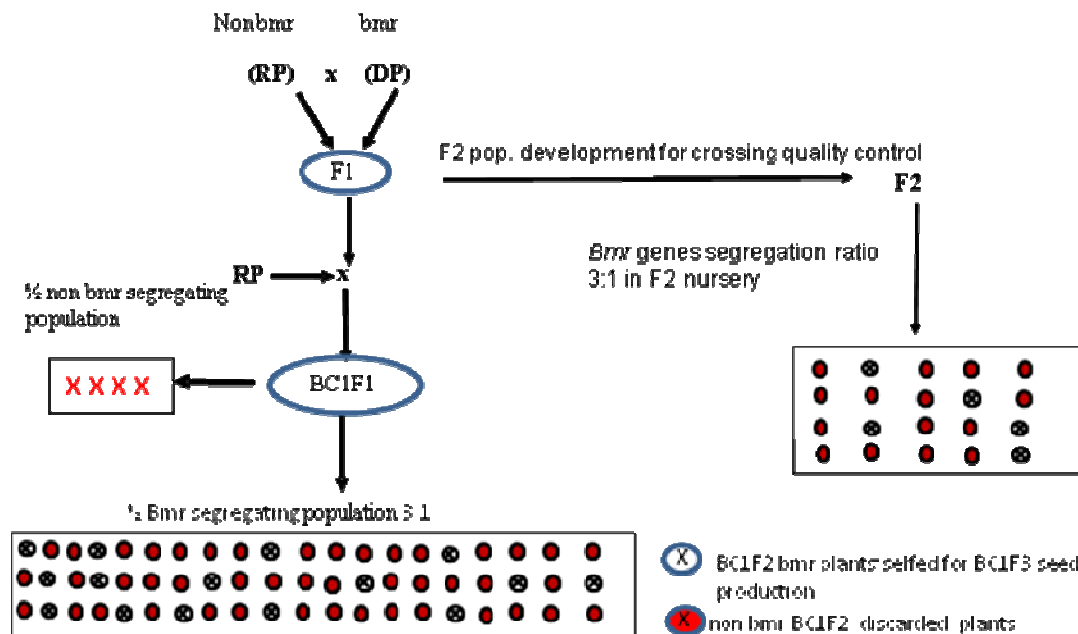 Nonbmr bmr
(RP) x (DP)
F1
F2 pop. development for crossing quality control
F2
Bmr genes segregation ratio
3:1 in F2 nursery
RP x
½ non bmr segregating
population
X X X X
BC1F1
½ Bmr segregating population 3 1
X BC1F2 bmr plants selfed for BC1F3 seed
production
X non bmr BC1F2 discarded plants